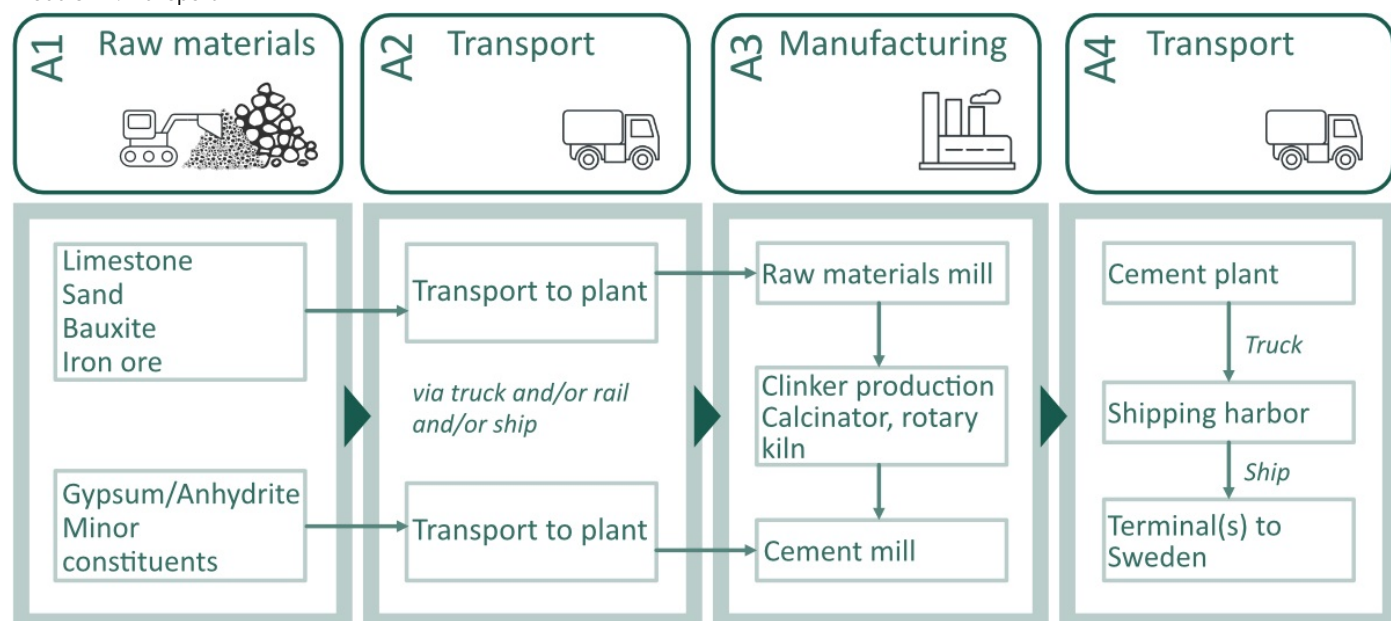 A1 Raw materials
A2 Transport
A3 Manufacturing
A4 Transport
Limestone
Sand
Bauxite
Iron ore
Gypsum/Anhydrite
Minor
constituents
Transport to plant
via truck and/or rail
and/or ship
Transport to plant
Raw materials mill
Clinker production
Calcinator, rotary
kiln
Cement mill
Cement plant
Truck
Shipping harbor
Ship
Terminal(s) to
Sweden